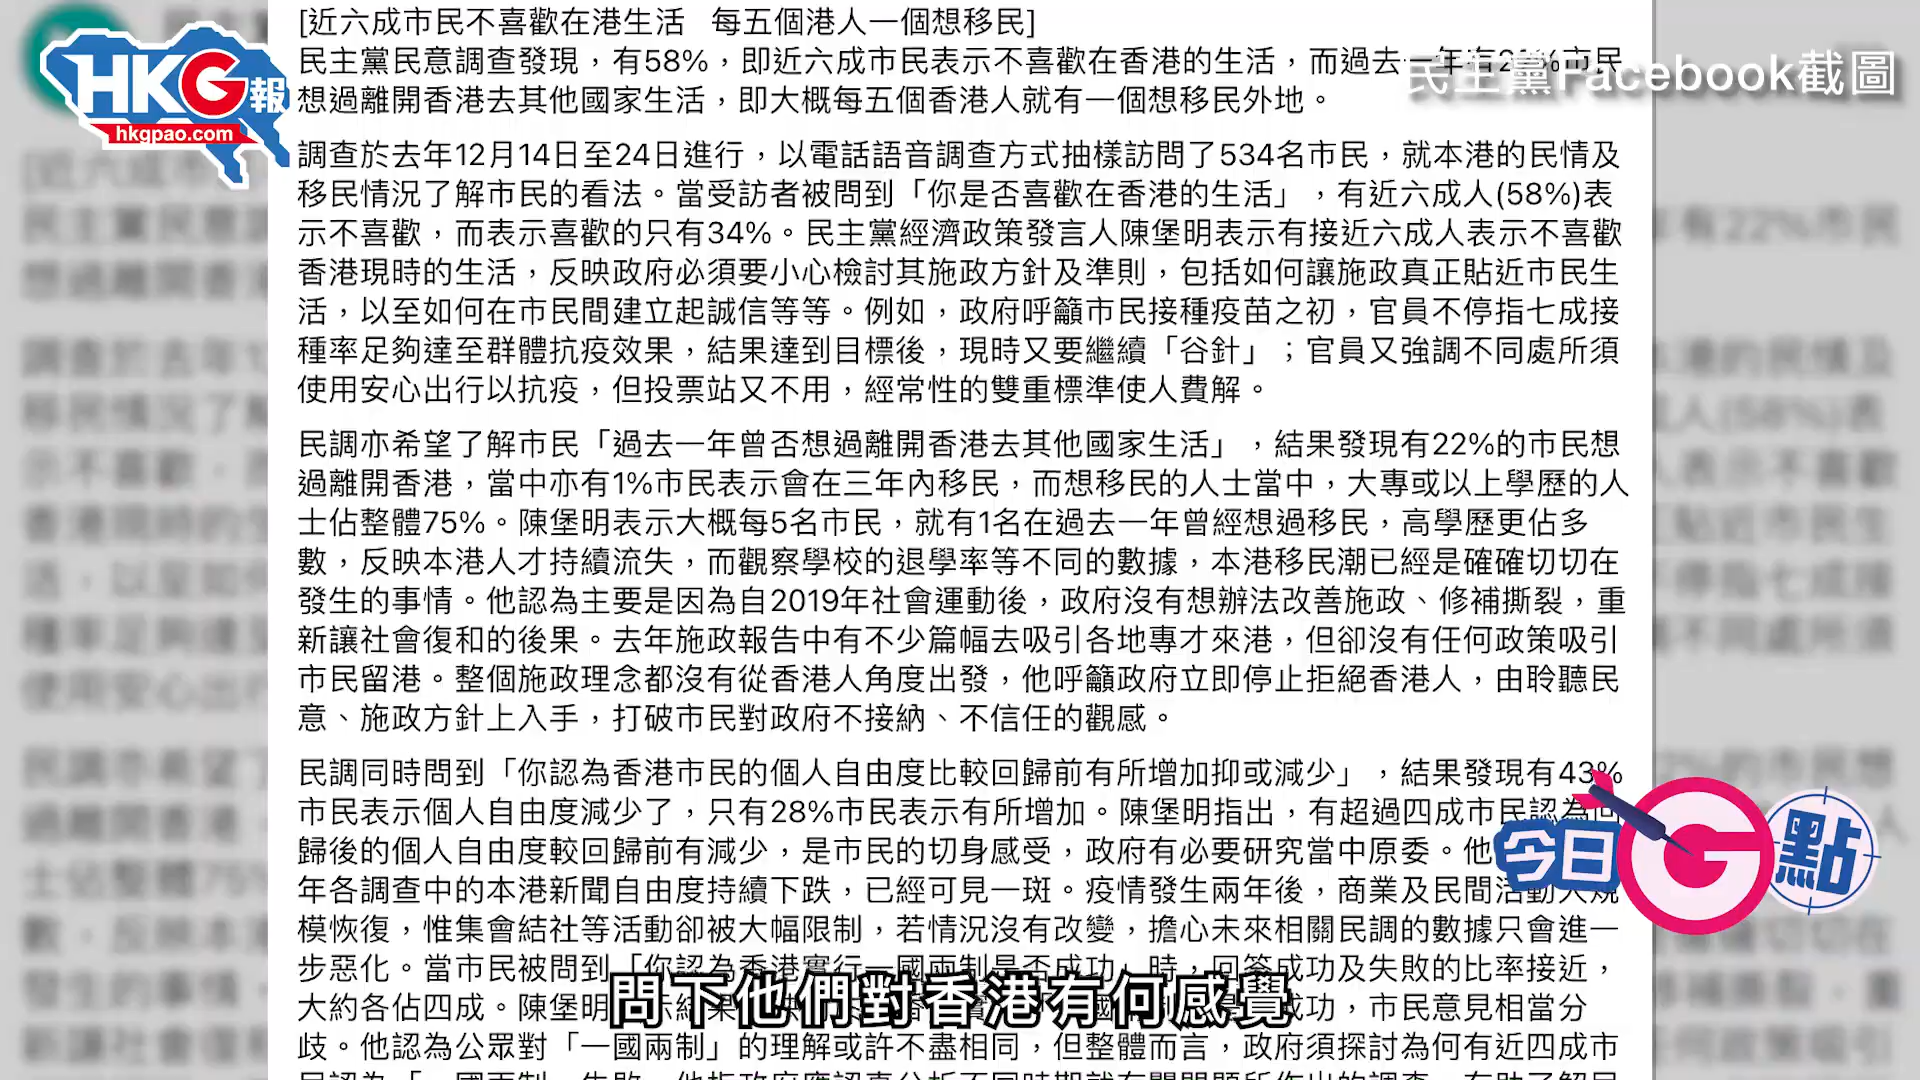 [近六成市民不喜歡在港生活 每五個港人一個想移民]
民主黨民意調查發現，有58%，即近六成市民表示不喜歡在香港的生活，而過去一年有22%市民
想過離開香港去其他國家生活，即大概每五個香港人就有一個想移民外地。
民主黨Facebook截圖
HKG報
hkgpao.com
調查於去年12月14日至24日進行，以電話語音調查方式抽樣訪問了534名市民，就本港的民情及
移民情況了解市民的看法。當受訪者被問到「你是否喜歡在香港的生活」，有近六成人(58%)表
示不喜歡，而表示喜歡的只有34%。民主黨經濟政策發言人陳堡明表示有接近六成人表示不喜歡
香港現時的生活，反映政府必須要小心檢討其施政方針及準則，包括如何讓施政真正貼近市民生
活，以至如何在市民間建立起誠信等等。例如，政府呼籲市民接種疫苗之初，官員不停指七成接
種率足夠達至群體抗疫效果，結果達到目標後，現時又要繼續「谷針」；官員又強調不同處所須
使用安心出行以抗疫，但投票站又不用，經常性的雙重標準使人費解。
民調亦希望了解市民「過去一年曾否想過離開香港去其他國家生活」，結果發現有22%的市民想
過離開香港，當中亦有1%市民表示會在三年內移民，而想移民的人士當中，大專或以上學歷的人
士佔整體75%。陳堡明表示大概每5名市民，就有1名在過去一年曾經想過移民，高學歷更佔多
數，反映本港人才持續流失，而觀察學校的退學率等不同的數據，本港移民潮已經是確確切切在
發生的事情。他認為主要是因為自2019年社會運動後，政府沒有想辦法改善施政、修補撕裂，重
新讓社會復和的後果。去年施政報告中有不少篇幅去吸引各地專才來港，但卻沒有任何政策吸引
市民留港。整個施政理念都沒有從香港人角度出發，他呼籲政府立即停止拒絕香港人，由聆聽民
意、施政方針上入手，打破市民對政府不接納、不信任的觀感。
民調同時問到「你認為香港市民的個人自由度比較回歸前有所增加抑或減少」，結果發現有43%
市民表示個人自由度減少了，只有28%市民表示有所增加。陳堡明指出，有超過四成市民認為回
歸後的個人自由度較回歸前有減少，是市民的切身感受，政府有必要研究當中原委。他
年各調查中的本港新聞自由度持續下跌，已經可見一斑。疫情發生兩年後，商業及民間活動大規
模恢復，惟集會結社等活動卻被大幅限制，若情況沒有改變，擔心未來相關民調的數據只會進一
步惡化。當市民被問到「你認為香港實行一國兩制是否成功」時，回答成功及失敗的比率接近，
大約各佔四成。陳堡明 示結果 成功，市民意見相當分
歧。他認為公眾對「一國兩制」的理解或許不盡相同，但整體而言，政府須探討為何有近四成市
今日G點
問下他們對香港有何感覺